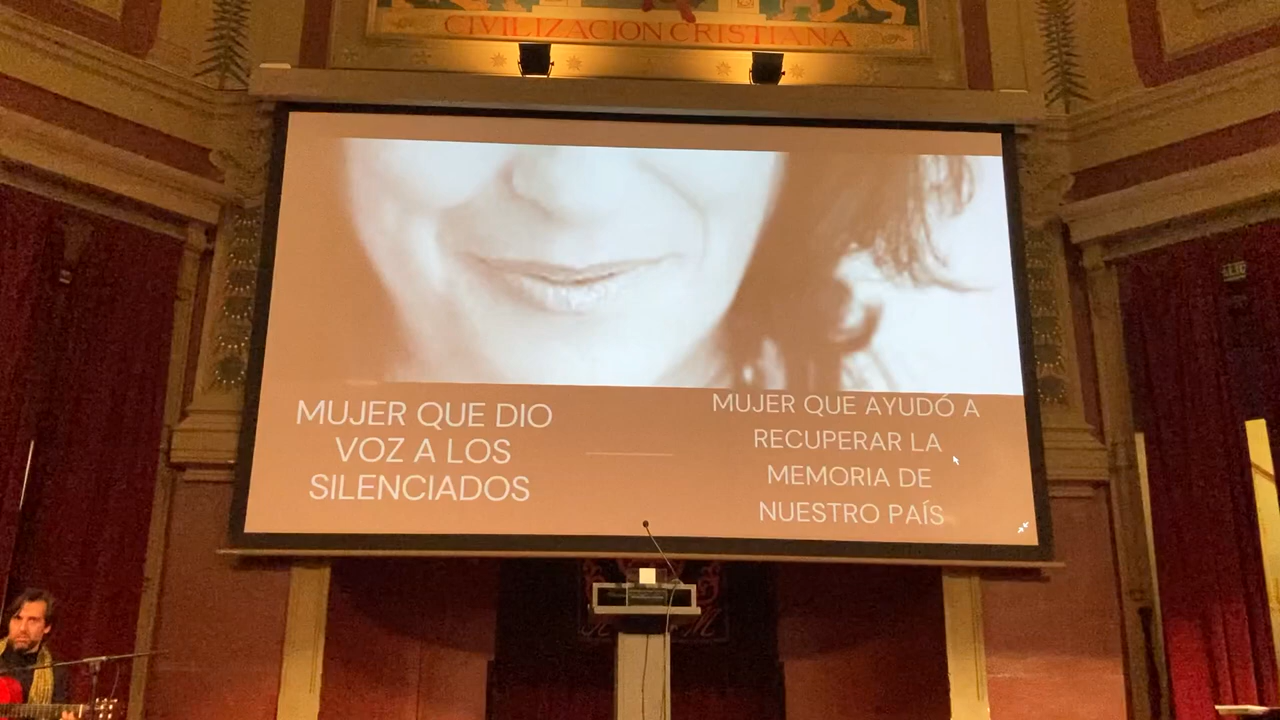 CIVILIZACION CRISTIANA
MUJER QUE DIO
VOZ A LOS
SILENCIADOS
MUJER QUE AYUDÓ A
RECUPERAR LA
MEMORIA DE
NUESTRO PAÍS